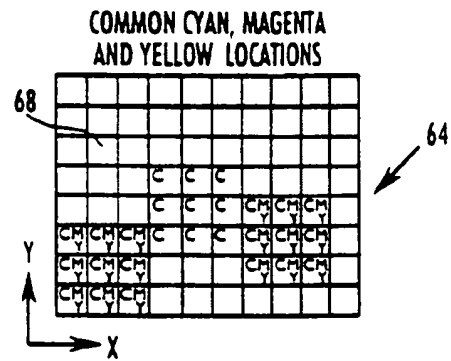 COMMON CYAN, MAGENTA
AND YELLOW LOCATIONS
68
64
C C C
C C C CMY CMY CMY
CMY CMY CMY C C C CMY CMY CMY
CMY CMY CMY CMY CMY CMY
CMY CMY CMY
Y
X